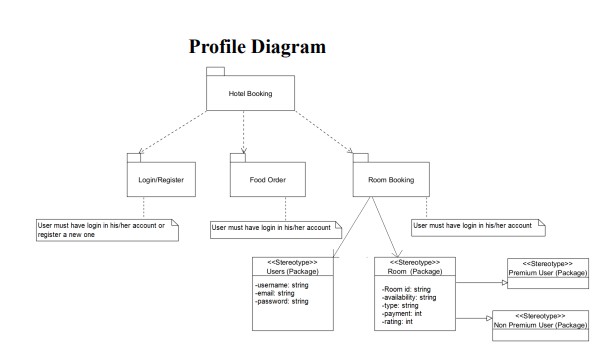 Profile Diagram
Hotel Booking
Login/Register
Food Order
Room Booking
User must have login in his/her account or
register a new one
User must have login in his/her account
User must have login in his/her account
<<Stereotype>>
Users (Package)
-username: string
-email: string
-password: string
<<Stereotype>>
Room (Package)
-Room id: string
-availability: string
-type: string
-payment: int
-rating: int
<<Stereotype>>
Premium User (Package)
<<Stereotype>>
Non Premium User (Package)